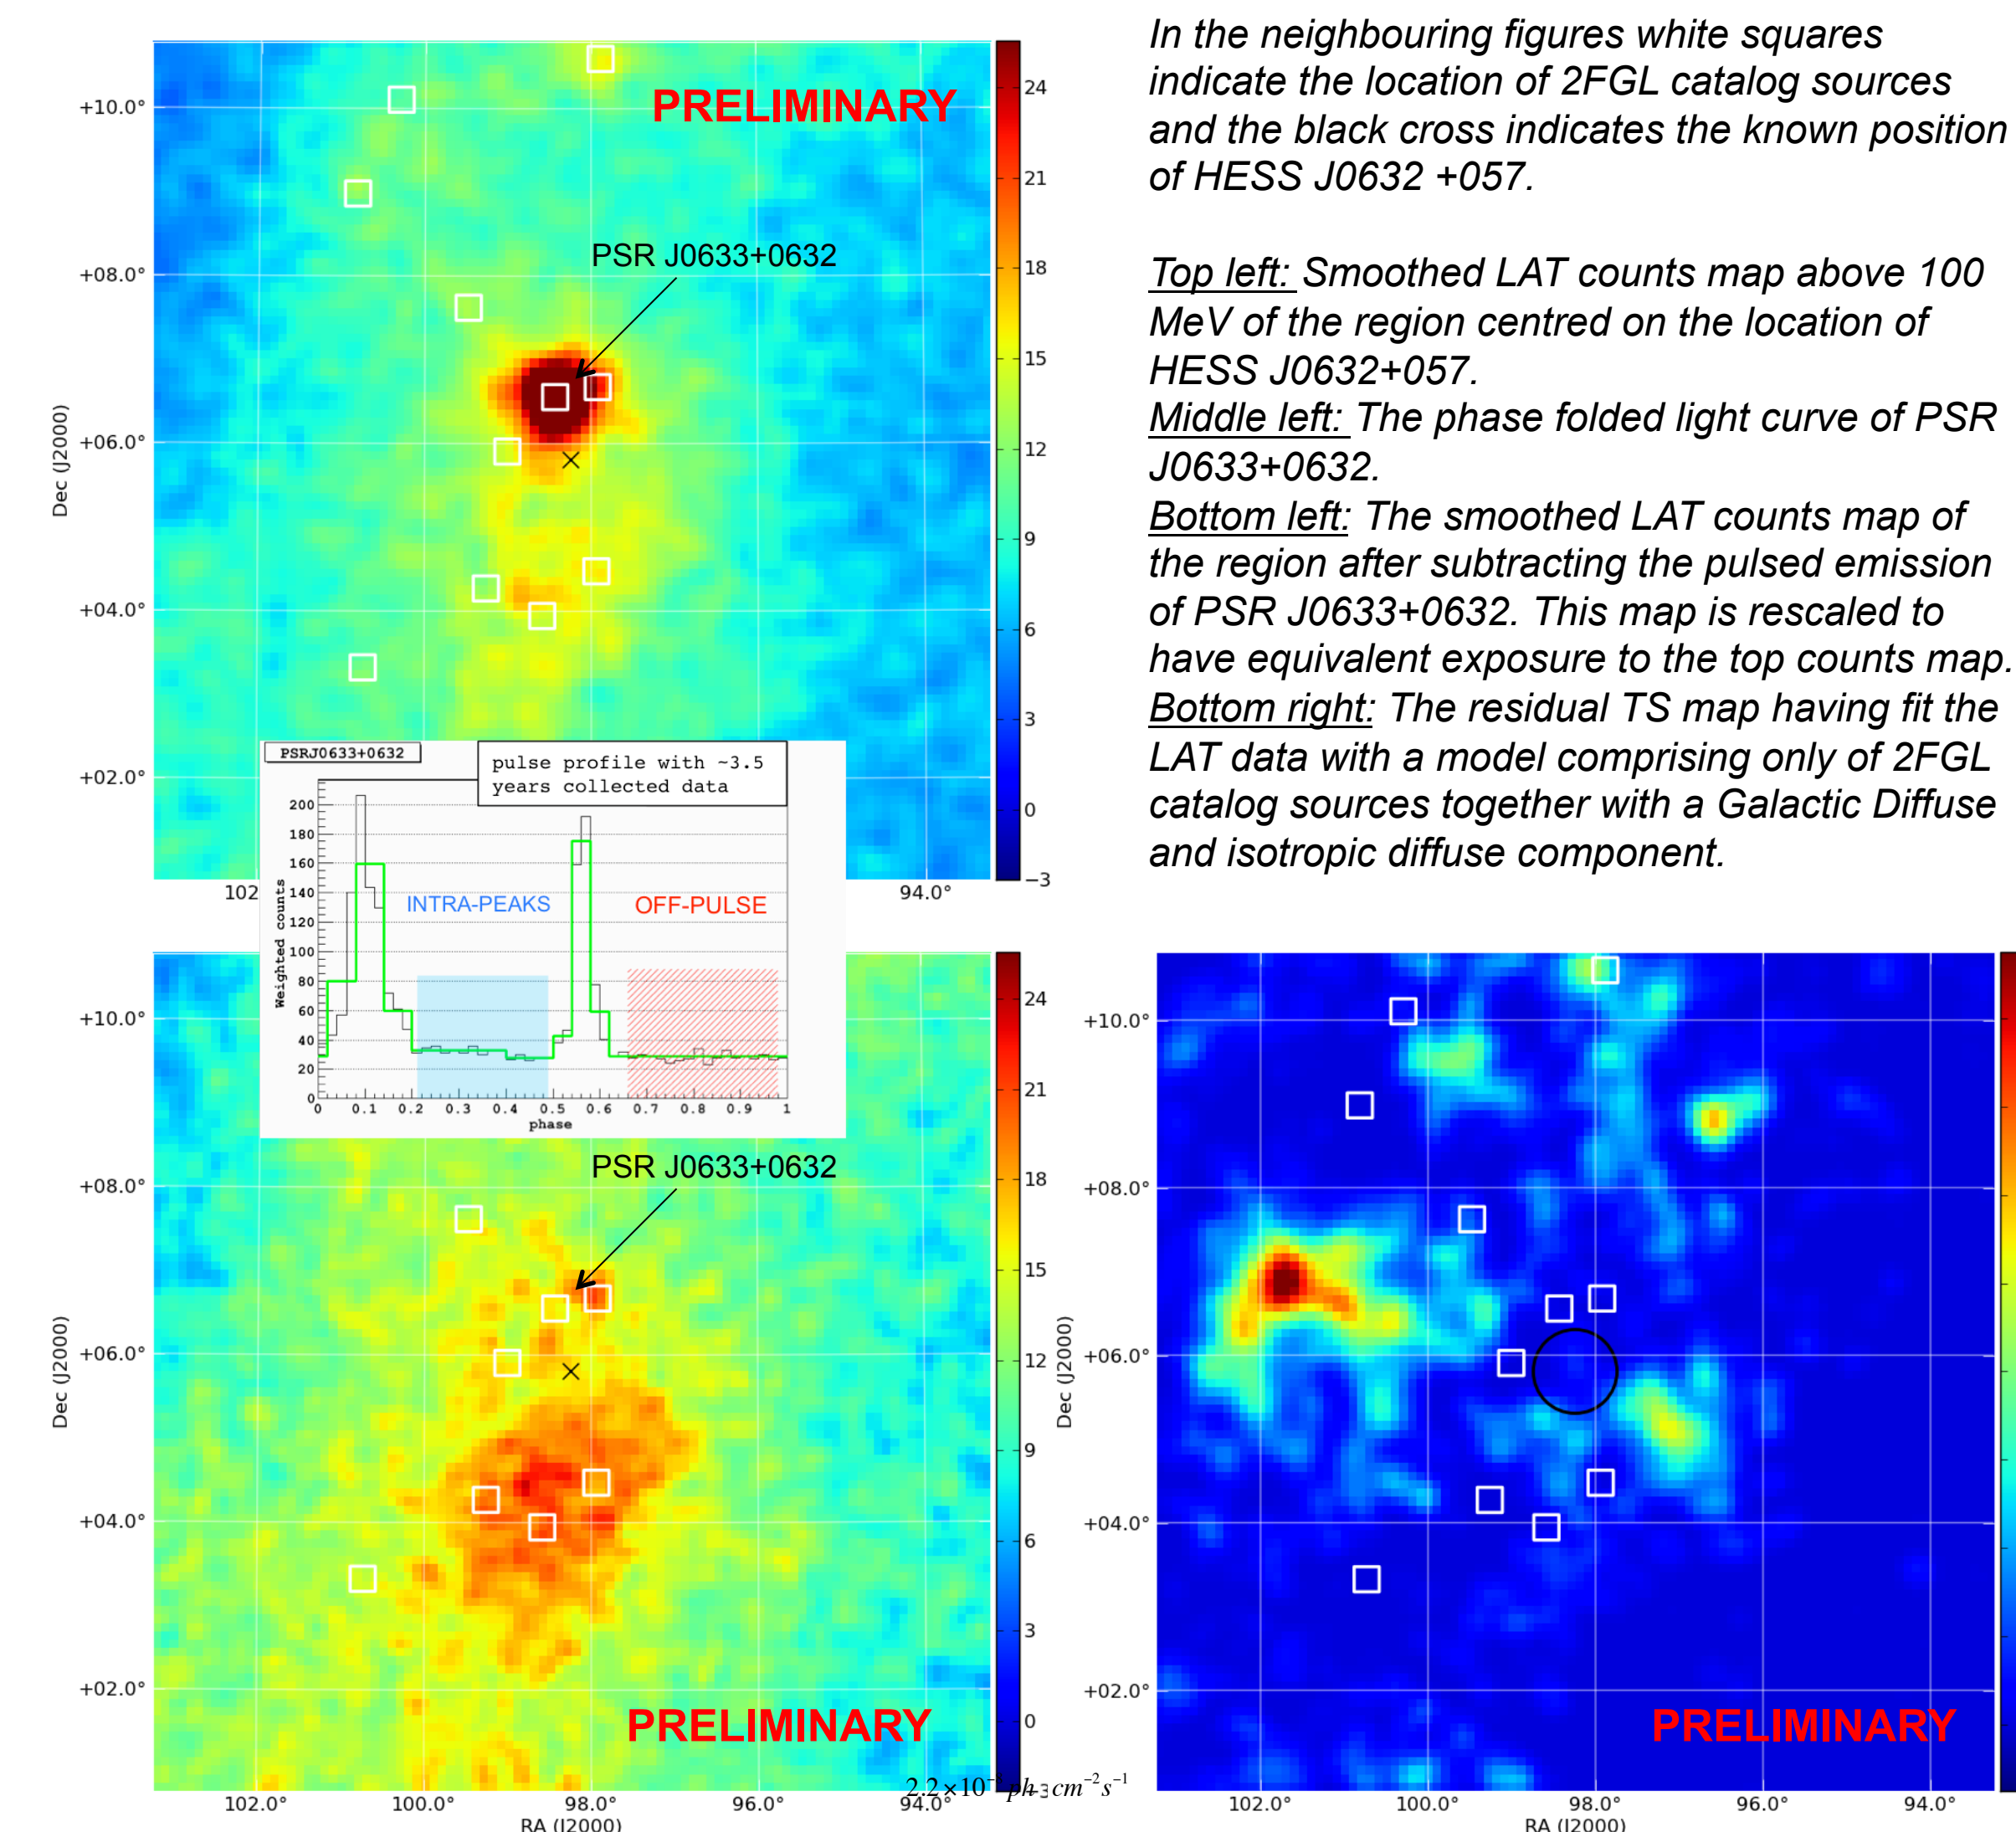 In the neighbouring figures white squares
indicate the location of 2FGL catalog sources
and the black cross indicates the known position
of HESS J0632 +057.
Top left: Smoothed LAT counts map above 100
MeV of the region centred on the location of
HESS J0632+057.
Middle left: The phase folded light curve of PSR
J0633+0632.
Bottom left: The smoothed LAT counts map of
the region after subtracting the pulsed emission
of PSR J0633+0632. This map is rescaled to
have equivalent exposure to the top counts map.
Bottom right: The residual TS map having fit the
LAT data with a model comprising only of 2FGL
catalog sources together with a Galactic Diffuse
and isotropic diffuse component.
PRELIMINARY
PSR J0633+0632
Dec (J2000)
+10.0°
+08.0°
+06.0°
+04.0°
+02.0°
102
94.0°
24
21
18
15
12
9
6
3
0
−3
PSRJ0633+0632
pulse profile with ~3.5
years collected data
INTRA-PEAKS
OFF-PULSE
Weighted counts
200
180
160
140
120
100
80
60
40
20
0
0 0.1 0.2 0.3 0.4 0.5 0.6 0.7 0.8 0.9 1
phase
PSR J0633+0632
Dec (J2000)
+10.0°
+08.0°
+06.0°
+04.0°
+02.0°
PRELIMINARY
24
21
18
15
12
9
6
3
0
102.0° 100.0° 98.0° 96.0° 94.0°
RA (J2000)
ph cm⁻² s⁻¹
Dec (J2000)
+10.0°
+08.0°
+06.0°
+04.0°
+02.0°
PRELIMINARY
102.0° 100.0° 98.0° 96.0° 94.0°
RA (J2000)